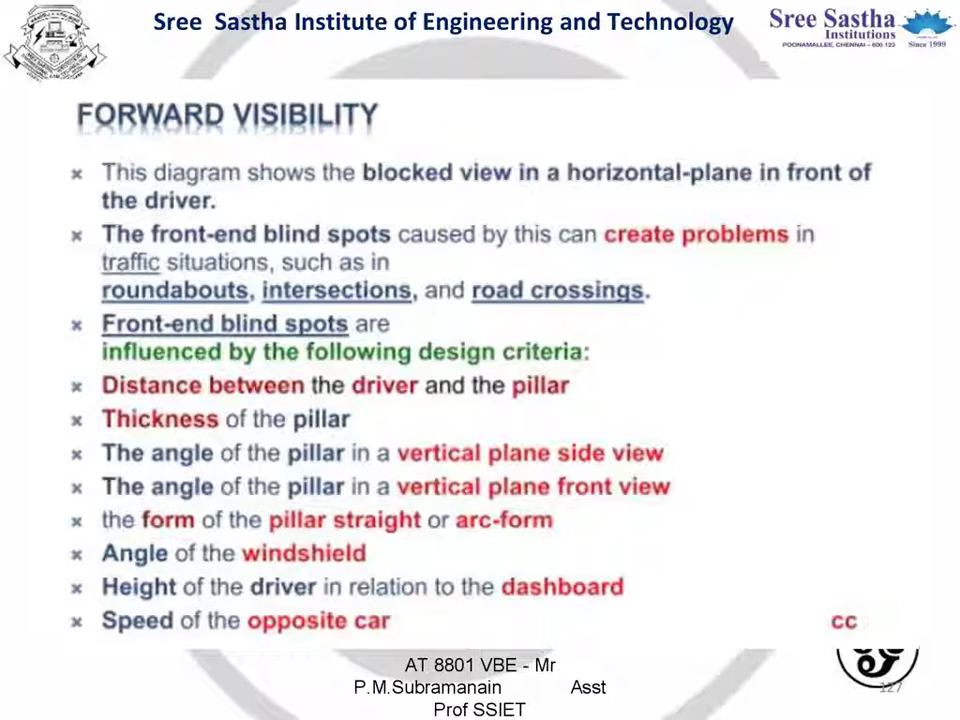 Sree Sastha Institute of Engineering and Technology
Sree Sastha
Institutions
POONAMALLEE, CHENNAI – 600 123
Since 1999
FORWARD VISIBILITY
This diagram shows the blocked view in a horizontal-plane in front of
the driver.
The front-end blind spots caused by this can create problems in
traffic situations, such as in
roundabouts, intersections, and road crossings.
Front-end blind spots are
influenced by the following design criteria:
Distance between the driver and the pillar
Thickness of the pillar
The angle of the pillar in a vertical plane side view
The angle of the pillar in a vertical plane front view
the form of the pillar straight or arc-form
Angle of the windshield
Height of the driver in relation to the dashboard
Speed of the opposite car
cc
AT 8801 VBE - Mr
P.M.Subramanain Asst
Prof SSIET
127